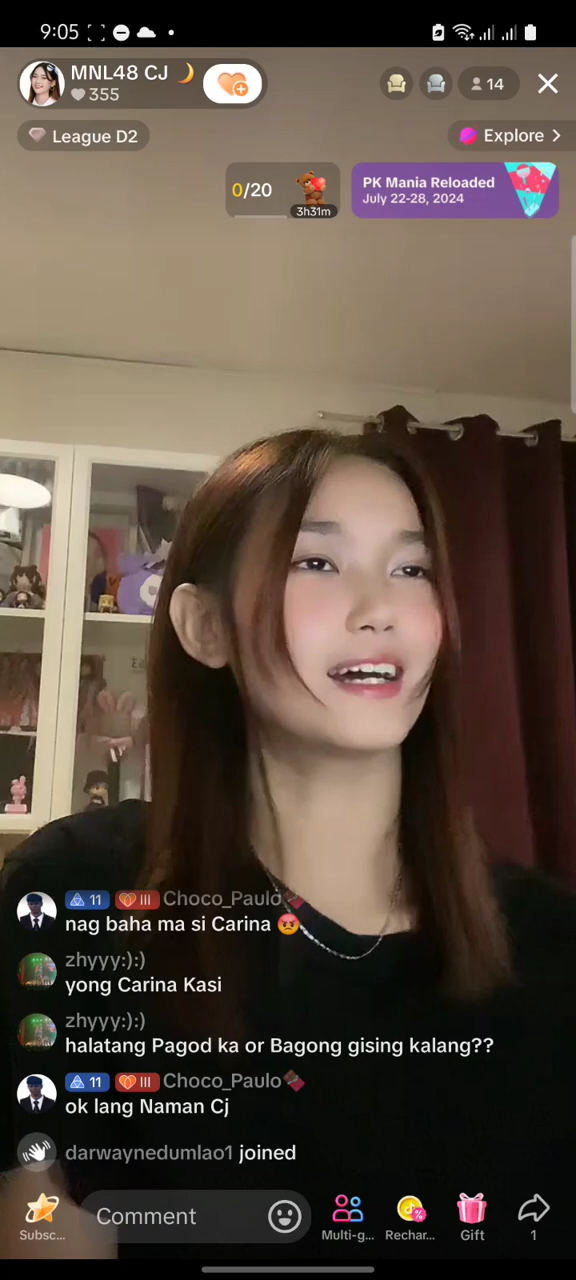 9:05
MNL48 CJ 🌙
355
14
League D2
Explore >
0/20
3h31m
PK Mania Reloaded
July 22-28, 2024
11 III Choco_Paulo🍫
nag baha ma si Carina 😡
zhyyy:):)
yong Carina Kasi
zhyyy:):)
halatang Pagod ka or Bagong gising kalang??
11 III Choco_Paulo🍫
ok lang Naman Cj
darwaynedumlao1 joined
Comment
Subsc...
Multi-g...
Rechar...
Gift
1